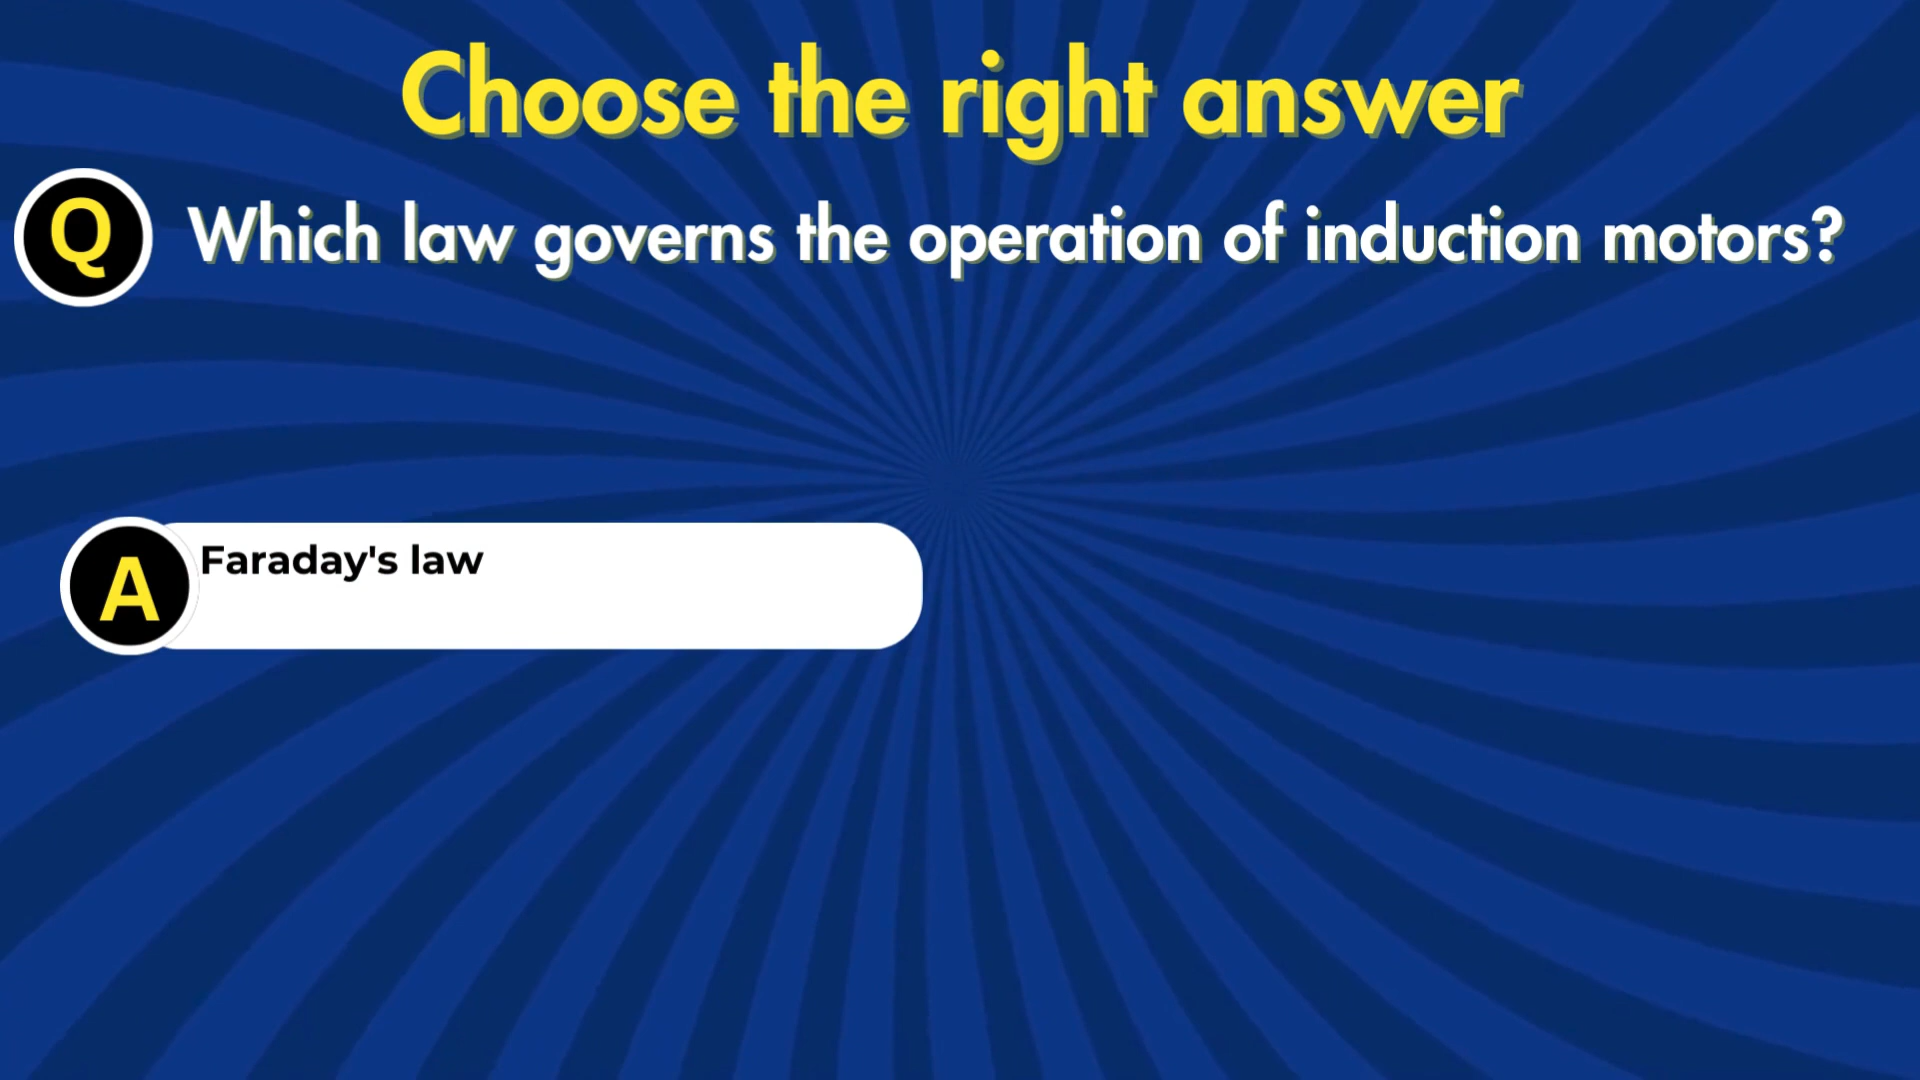 Choose the right answer
Q Which law governs the operation of induction motors?
A Faraday's law